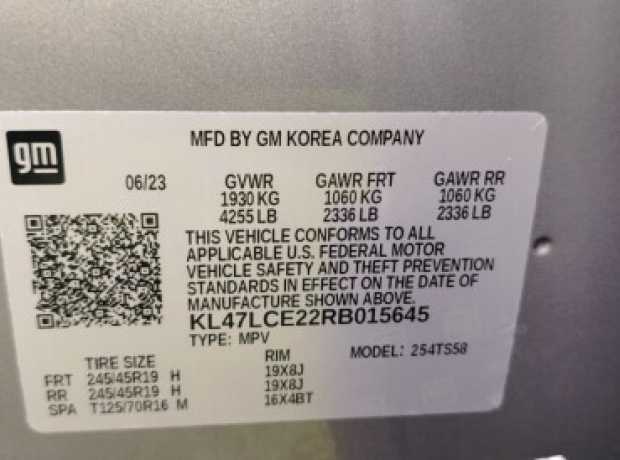 gm
MFD BY GM KOREA COMPANY
06/23 GVWR GAWR FRT GAWR RR
1930 KG 1060 KG 1060 KG
4255 LB 2336 LB 2336 LB
THIS VEHICLE CONFORMS TO ALL
APPLICABLE U.S. FEDERAL MOTOR
VEHICLE SAFETY AND THEFT PREVENTION
STANDARDS IN EFFECT ON THE DATE OF
MANUFACTURE SHOWN ABOVE.
KL47LCE22RB015645
TYPE: MPV MODEL: 254TS58
TIRE SIZE RIM
FRT 245/45R19 H 19X8J
RR 245/45R19 H 19X8J
SPA T125/70R16 M 16X4BT